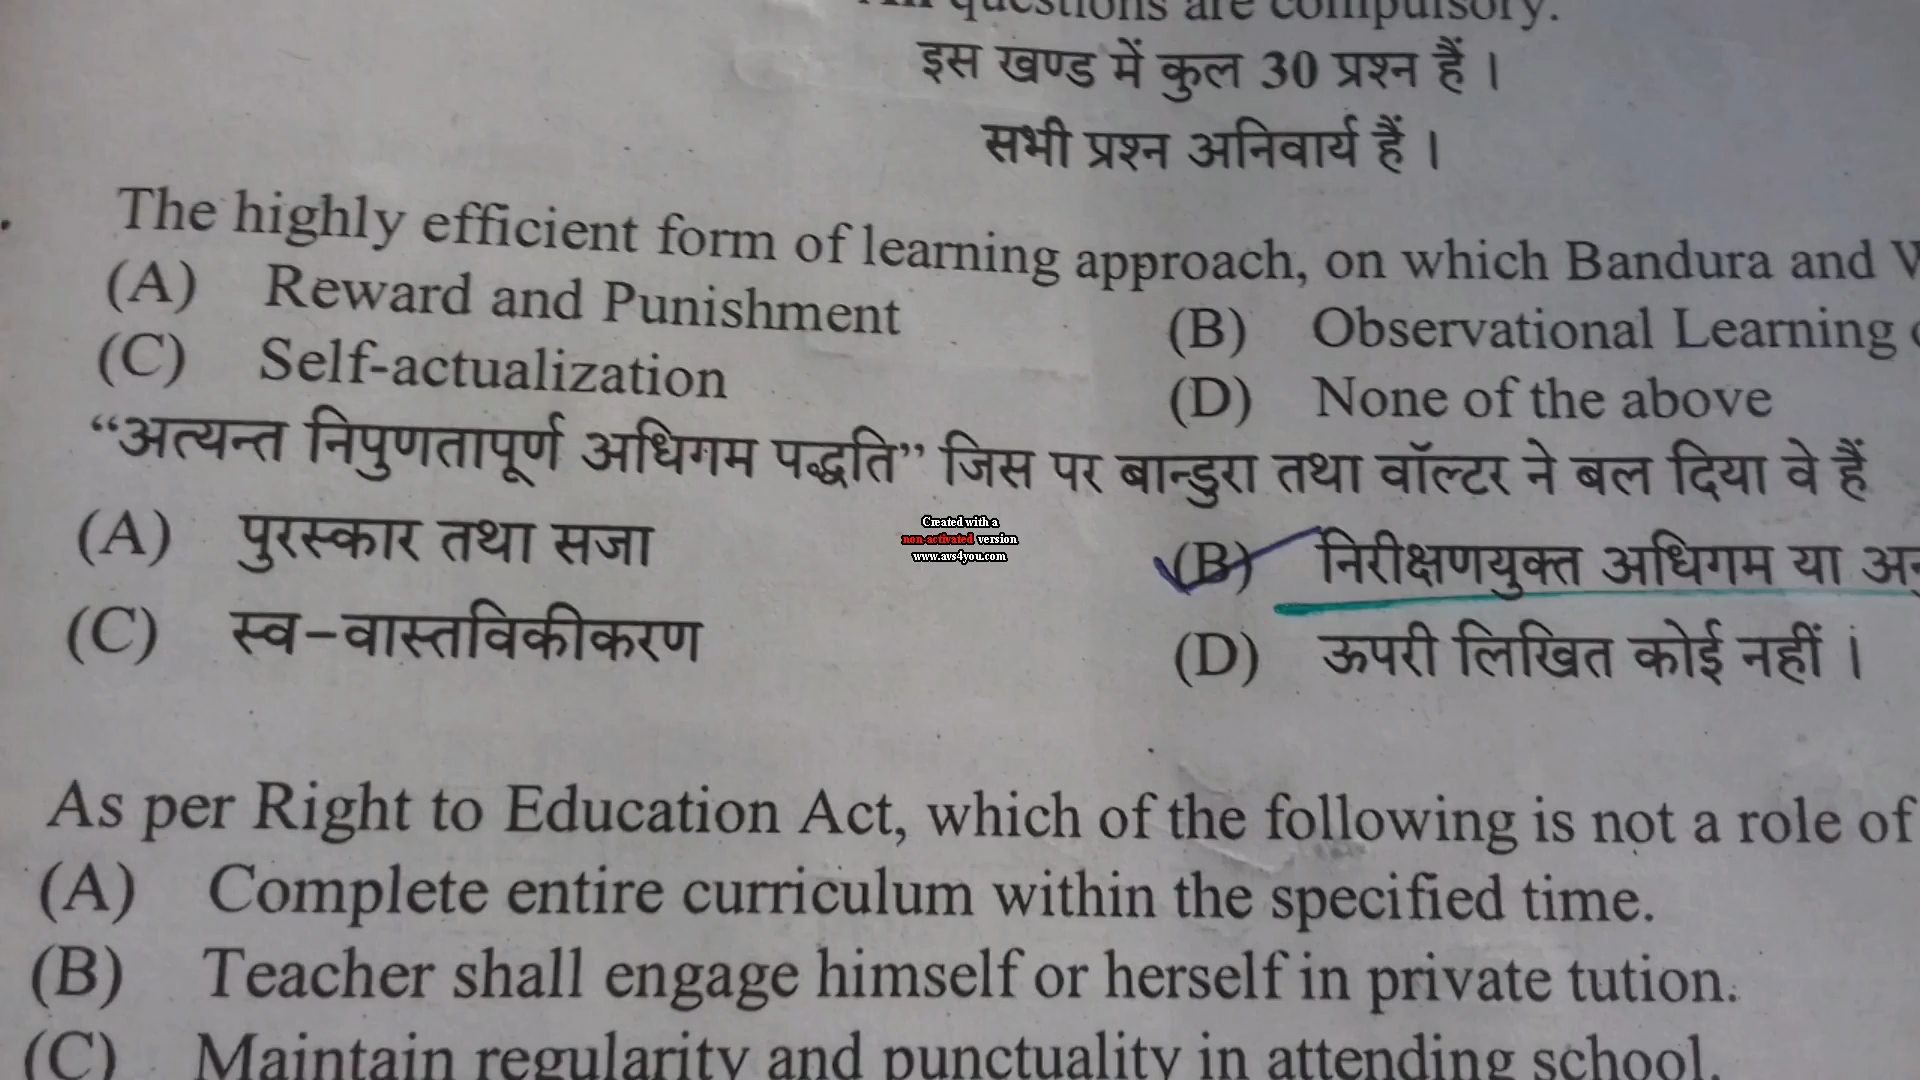 questions are compulsory.
इस खण्ड में कुल 30 प्रश्न हैं ।
सभी प्रश्न अनिवार्य हैं ।
The highly efficient form of learning approach, on which Bandura and
(A) Reward and Punishment
(B) Observational Learning
(C) Self-actualization
(D) None of the above
“अत्यन्त निपुणतापूर्ण अधिगम पद्धति” जिस पर बान्डुरा तथा वॉल्टर ने बल दिया वे हैं
(A) पुरस्कार तथा सजा
(B) निरीक्षणयुक्त अधिगम या
(C) स्व–वास्तविकीकरण
(D) ऊपरी लिखित कोई नहीं ।
Created with a
non-activated version
www.avs4you.com
As per Right to Education Act, which of the following is not a role of
(A) Complete entire curriculum within the specified time.
(B) Teacher shall engage himself or herself in private tution.
(C) Maintain regularity and punctuality in attending school.